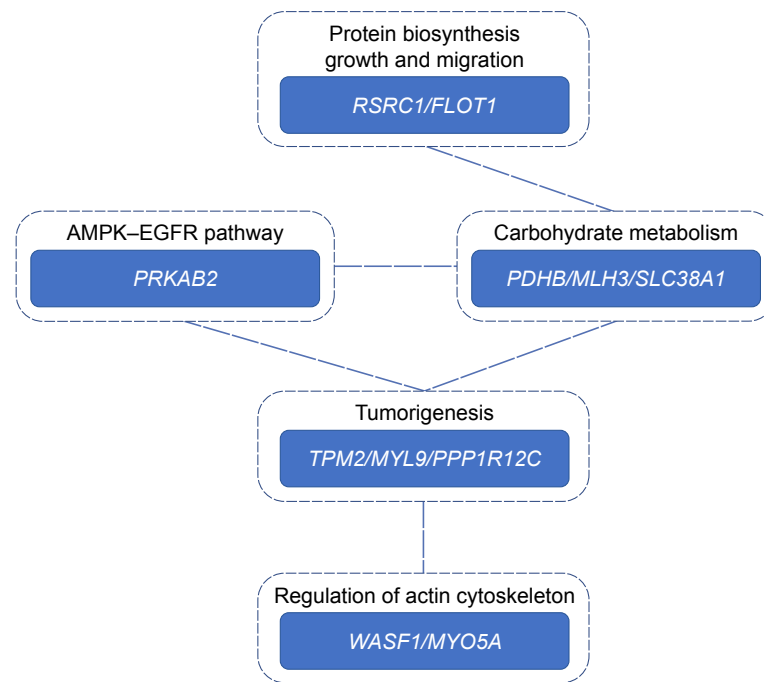 Protein biosynthesis
growth and migration
RSRC1/FLOT1
AMPK–EGFR pathway
PRKAB2
Carbohydrate metabolism
PDHB/MLH3/SLC38A1
Tumorigenesis
TPM2/MYL9/PPP1R12C
Regulation of actin cytoskeleton
WASF1/MYO5A